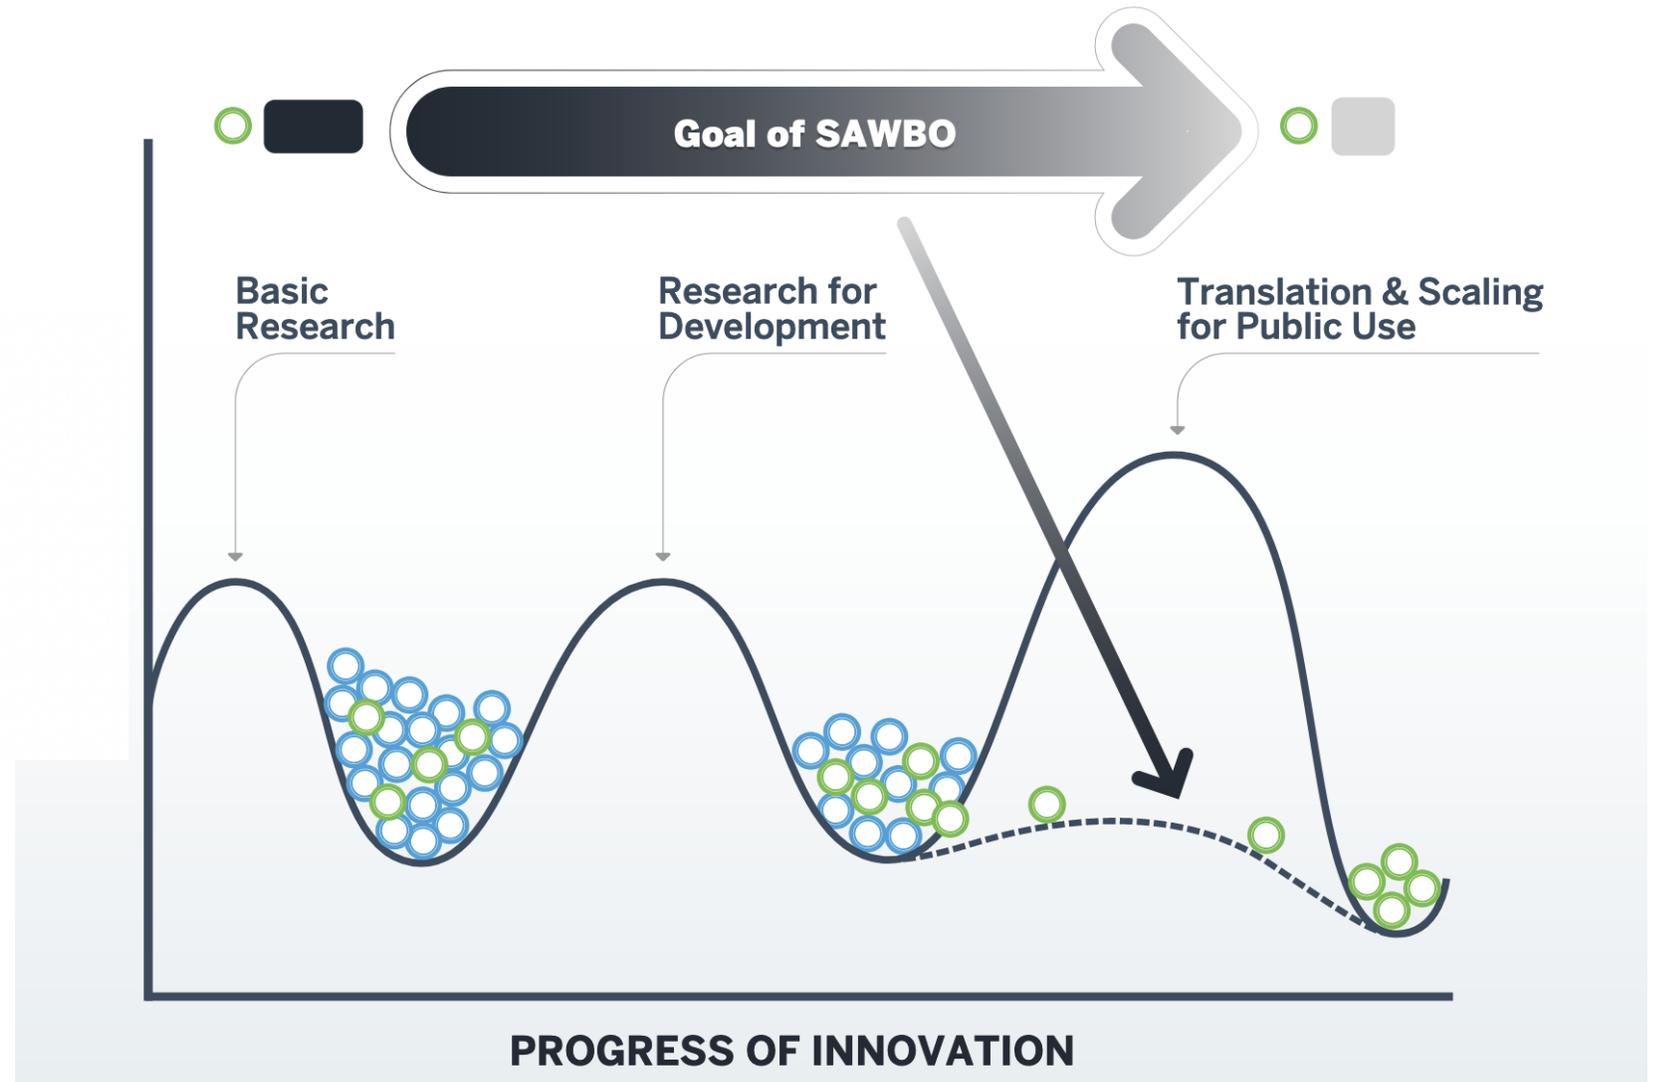 Goal of SAWBO
Basic
Research
Research for
Development
Translation & Scaling
for Public Use
PROGRESS OF INNOVATION